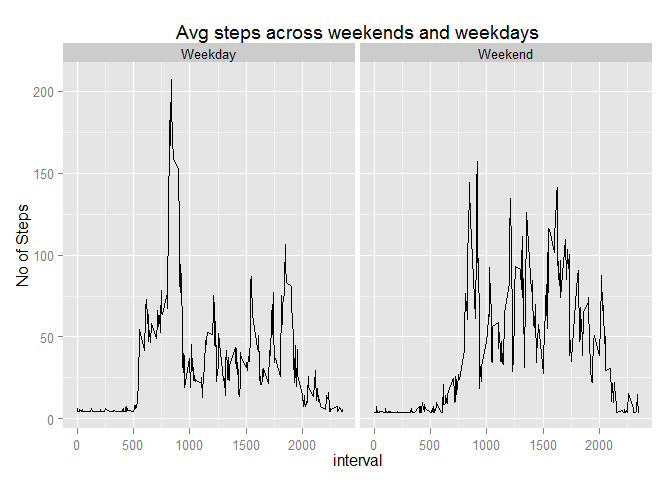 Avg steps across weekends and weekdays
Weekday Weekend
200
150
100
50
0
No of Steps
0 500 1000 1500 2000 0 500 1000 1500 2000
interval